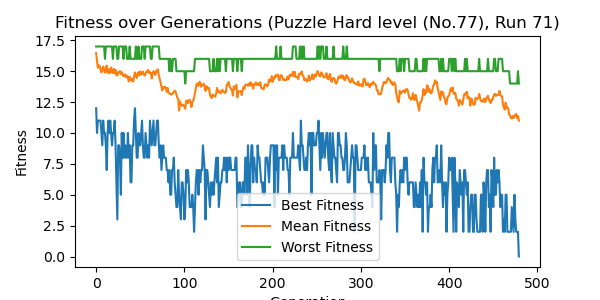 Fitness over Generations (Puzzle Hard level (No.77), Run 71)
17.5
15.0
12.5
10.0
7.5
5.0
2.5
0.0
Fitness
Best Fitness
Mean Fitness
Worst Fitness
0 100 200 300 400 500
Generation